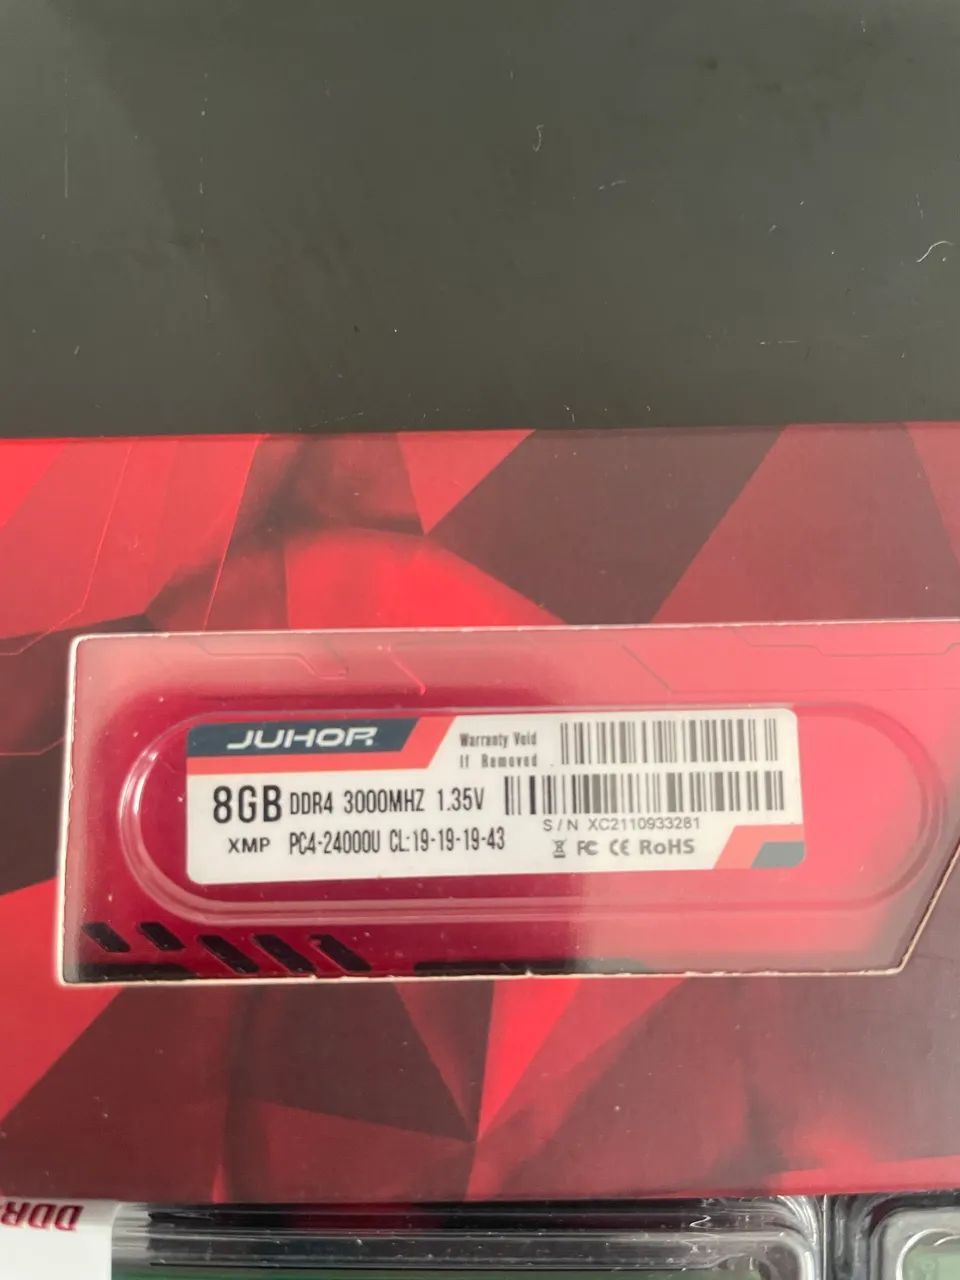 JUHOR
Warranty Void
If Removed
8GB DDR4 3000MHZ 1.35V
S/N XC2110933281
XMP PC4-24000U CL:19-19-19-43
FC CE RoHS
DDR